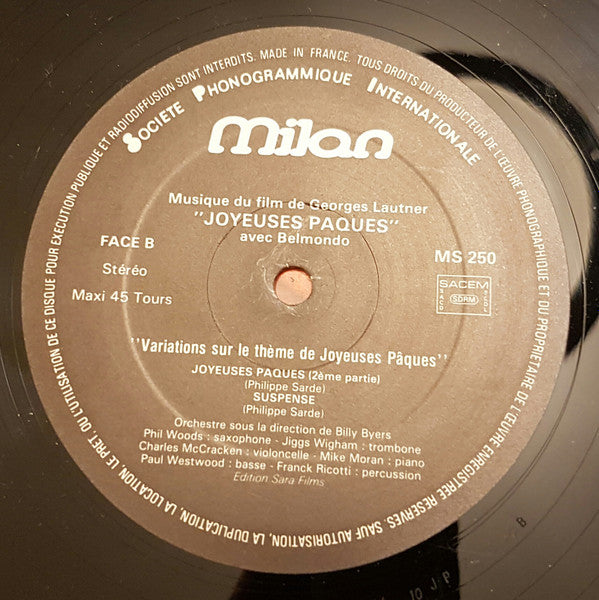 SOCIÉTÉ PHONOGRAMMIQUE INTERNATIONALE
milan
Musique du film de Georges Lautner
"JOYEUSES PAQUES"
avec Belmondo
FACE B
MS 250
Stéréo
SACEM
SACD
SDRM
SGDL
Maxi 45 Tours
"Variations sur le thème de Joyeuses Pâques"
JOYEUSES PAQUES (2ème partie)
(Philippe Sarde)
SUSPENSE
(Philippe Sarde)
Orchestre sous la direction de Billy Byers
Phil Woods : saxophone - Jiggs Wigham : trombone
Charles McCracken : violoncelle - Mike Moran : piano
Paul Westwood : basse - Franck Ricotti : percussion
Edition Sara Films
MADE IN FRANCE. TOUS DROITS DU PRODUCTEUR DE L'ŒUVRE PHONOGRAPHIQUE ET DU PROPRIETAIRE DE L'ŒUVRE ENREGISTREE RESERVES. SAUF AUTORISATION, LA DUPLICATION, LA LOCATION, LE PRET OU L'UTILISATION DE CE DISQUE POUR EXECUTION PUBLIQUE ET RADIODIFFUSION SONT INTERDITS.
B